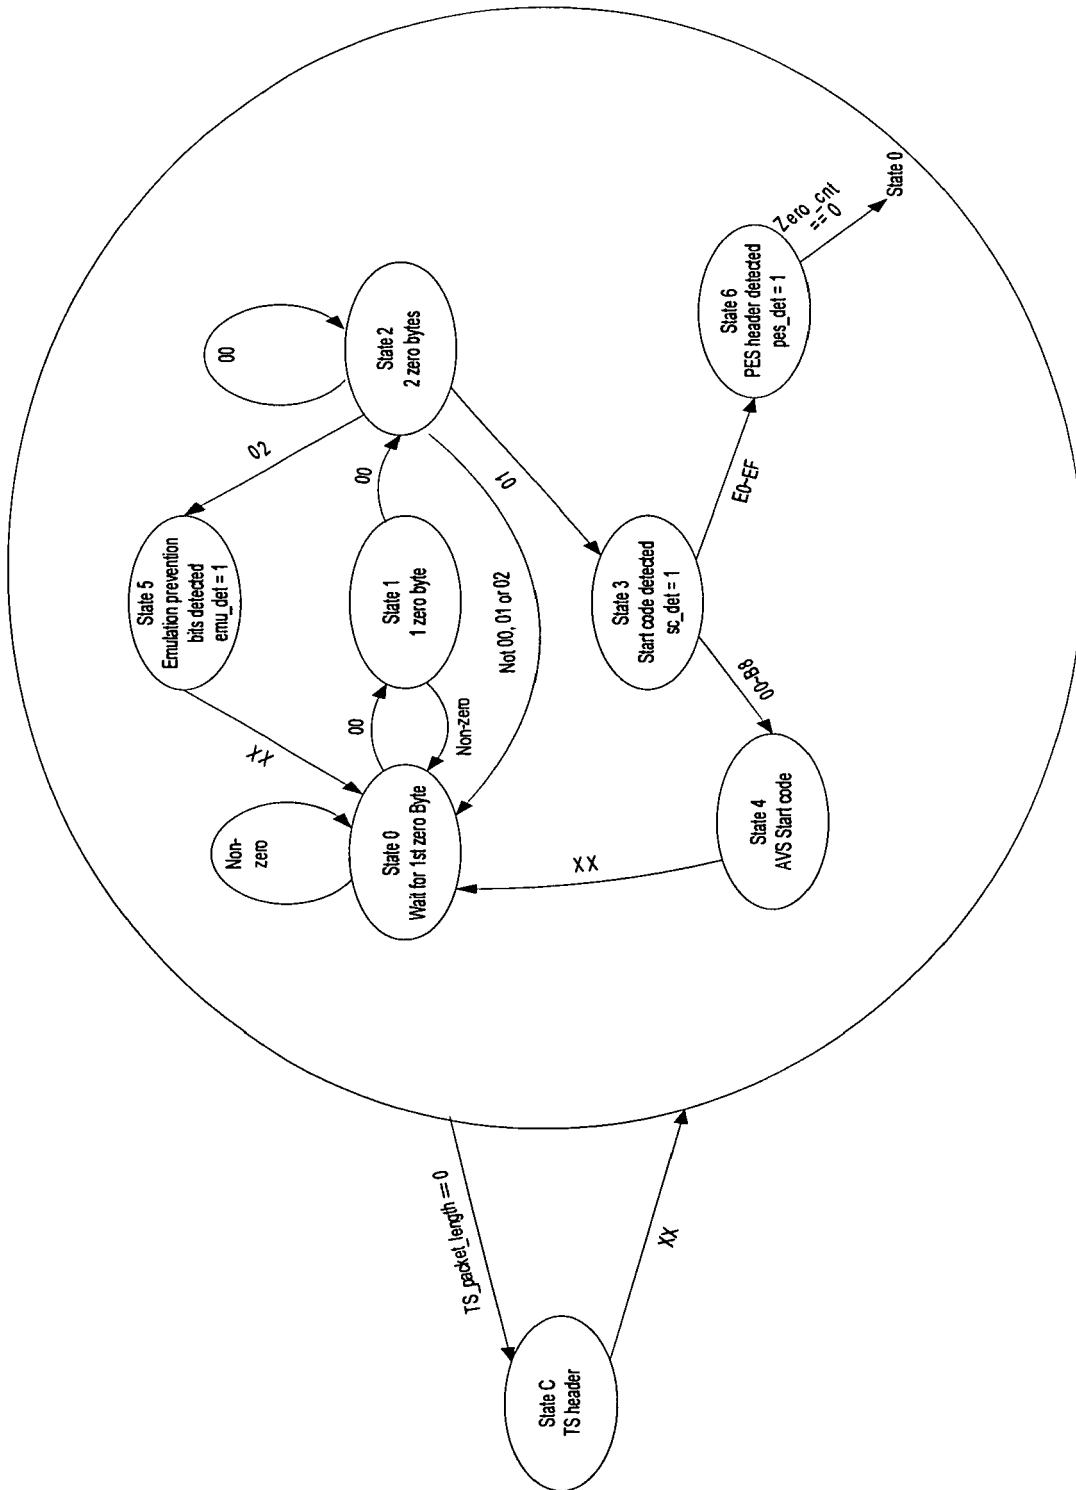 State C
TS header
TS_packet_length == 0
XX
Non-
zero
State 0
Wait for 1st zero Byte
00
Non-zero
State 1
1 zero byte
00
State 2
2 zero bytes
00
02
State 5
Emulation prevention
bits detected
emu_det = 1
XX
Not 00, 01 or 02
01
State 3
Start code detected
sc_det = 1
00~B8
State 4
AVS Start code
XX
E0~EF
State 6
PES header detected
pes_det = 1
Zero_cnt
== 0
State 0